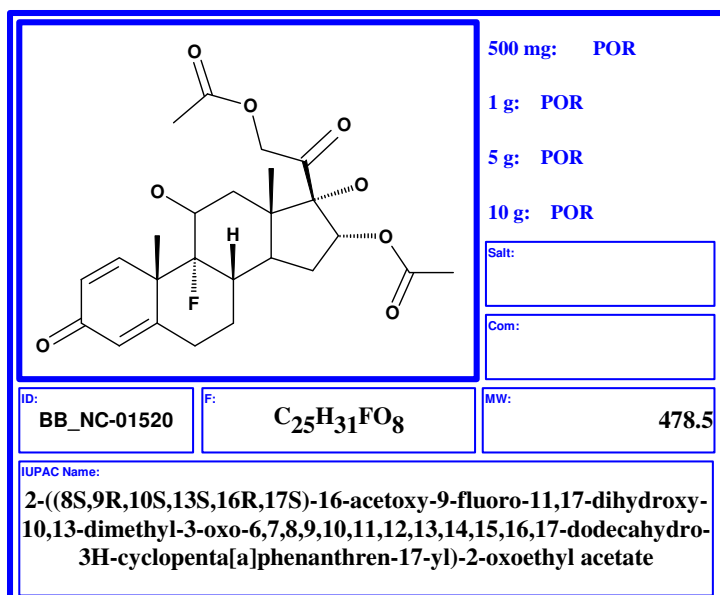 O
O
O
O
O
O
H
O
F
O
O
500 mg: POR
1 g: POR
5 g: POR
10 g: POR
Salt:
Com:
ID:
BB_NC-01520
F:
C25H31FO8
MW:
478.5
IUPAC Name:
2-((8S,9R,10S,13S,16R,17S)-16-acetoxy-9-fluoro-11,17-dihydroxy-
10,13-dimethyl-3-oxo-6,7,8,9,10,11,12,13,14,15,16,17-dodecahydro-
3H-cyclopenta[a]phenanthren-17-yl)-2-oxoethyl acetate